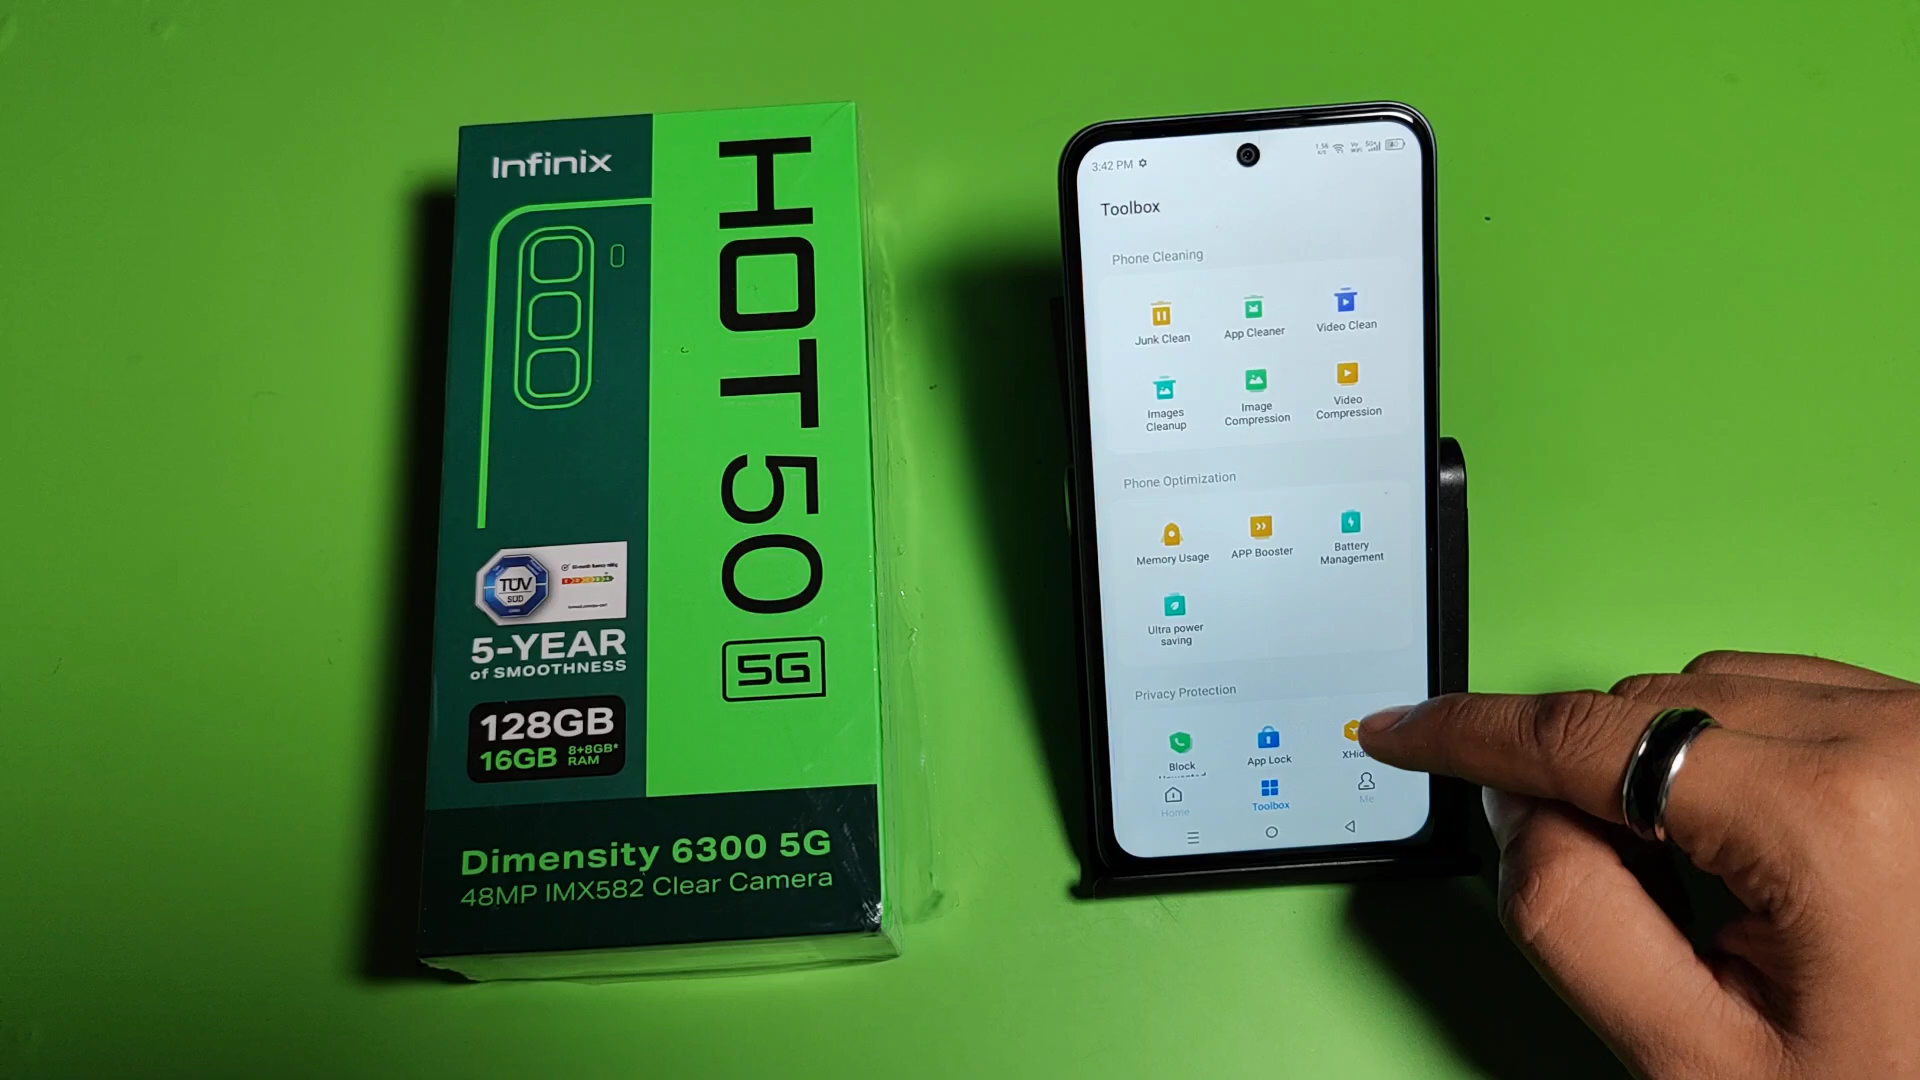 Infinix
HOT 50
5G
TÜV
SÜD
5-YEAR
of SMOOTHNESS
128GB
16GB 8+8GB*
RAM
Dimensity 6300 5G
48MP IMX582 Clear Camera
3:42 PM
Toolbox
Phone Cleaning
Junk Clean
App Cleaner
Video Clean
Images
Cleanup
Image
Compression
Video
Compression
Phone Optimization
Memory Usage
APP Booster
Battery
Management
Ultra power
saving
Privacy Protection
Block
App Lock
Home
Toolbox
Me